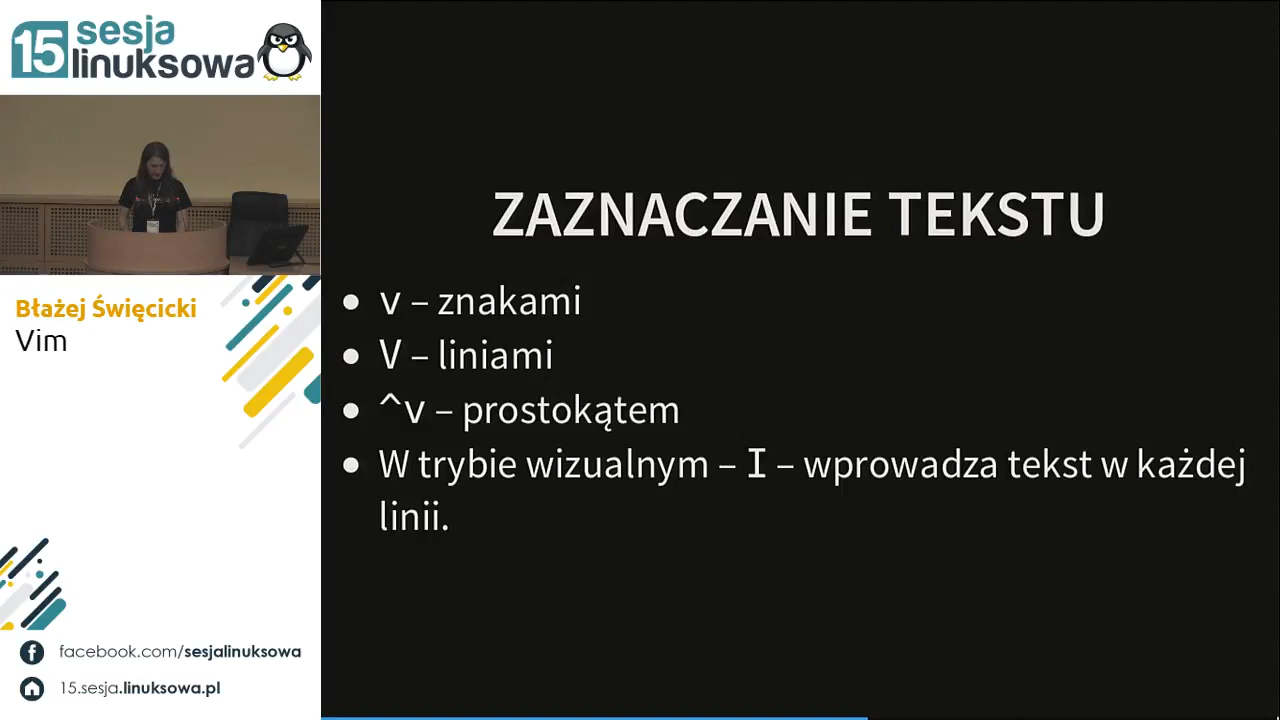 15 sesja
linuksowa
Błażej Święcicki
Vim
facebook.com/sesjalinuksowa
15.sesja.linuksowa.pl
ZAZNACZANIE TEKSTU
v – znakami
V – liniami
^v – prostokątem
W trybie wizualnym – I – wprowadza tekst w każdej
linii.